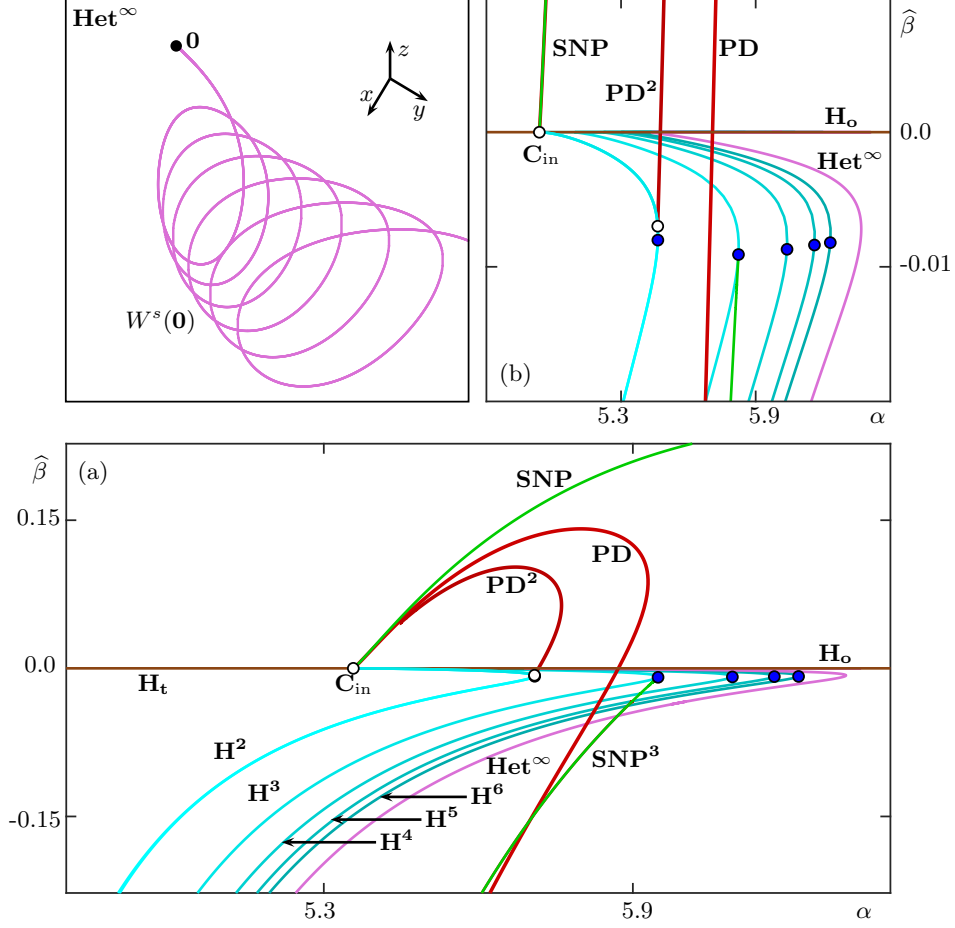 Het^∞
0
z
x
y
W^s(0)
SNP
PD
PD²
β̂
H_o
0.0
C_in
Het^∞
-0.01
(b)
5.3
5.9
α
β̂
(a)
SNP
0.15
PD
PD²
0.0
H_t
C_in
H_o
H²
H³
Het^∞
SNP³
H⁶
H⁵
H⁴
-0.15
5.3
5.9
α